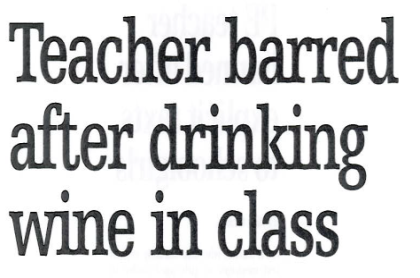 Teacher barred
after drinking
wine in class